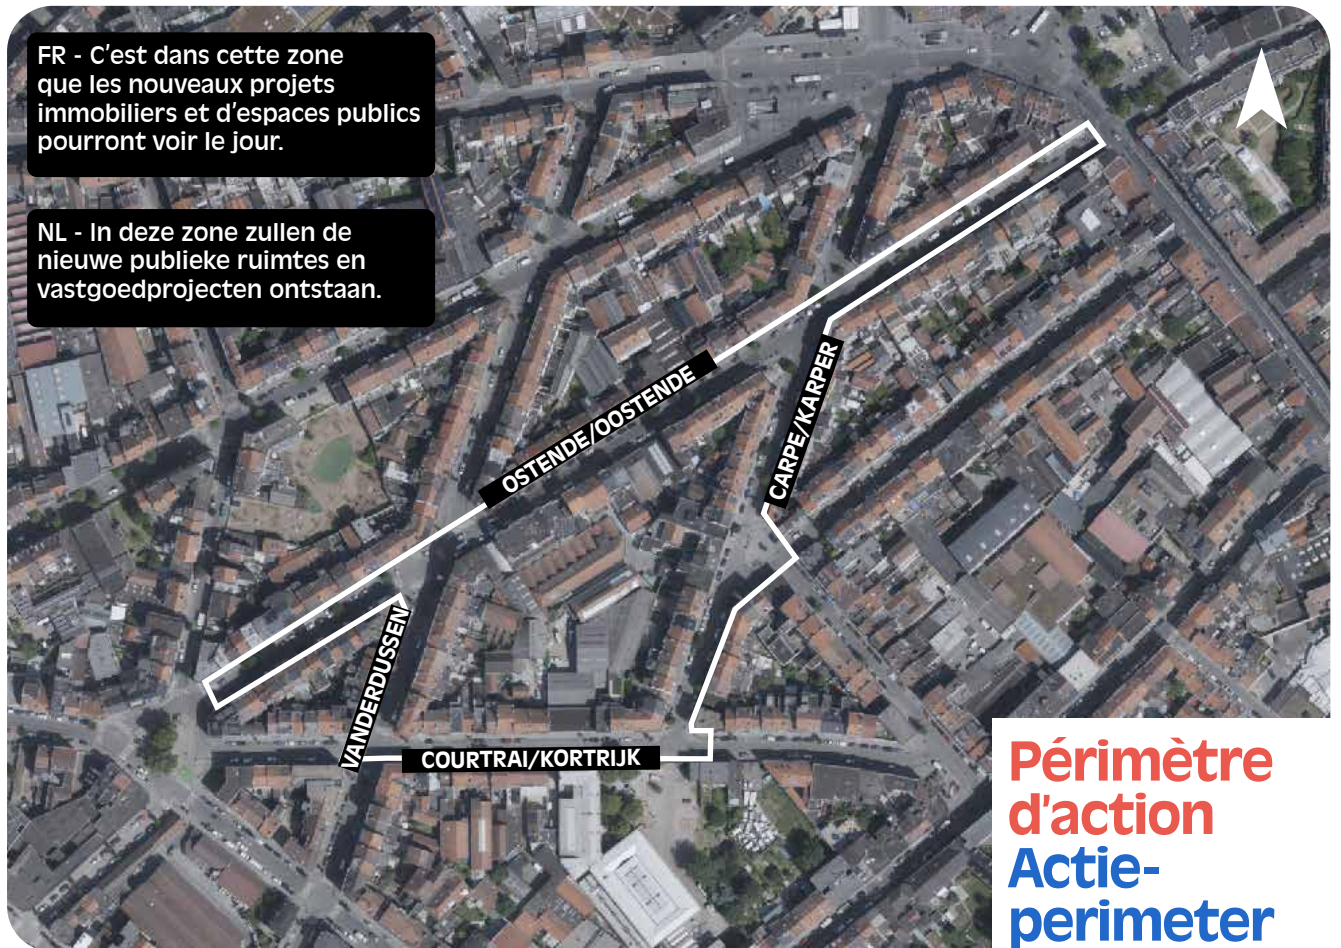 FR - C'est dans cette zone
que les nouveaux projets
immobiliers et d'espaces publics
pourront voir le jour.
NL - In deze zone zullen de
nieuwe publieke ruimtes en
vastgoedprojecten ontstaan.
OSTENDE/OOSTENDE
CARPE/KARPER
VANDERDUSSEN
COURTRAI/KORTRIJK
Périmètre
d'action
Actie-
perimeter